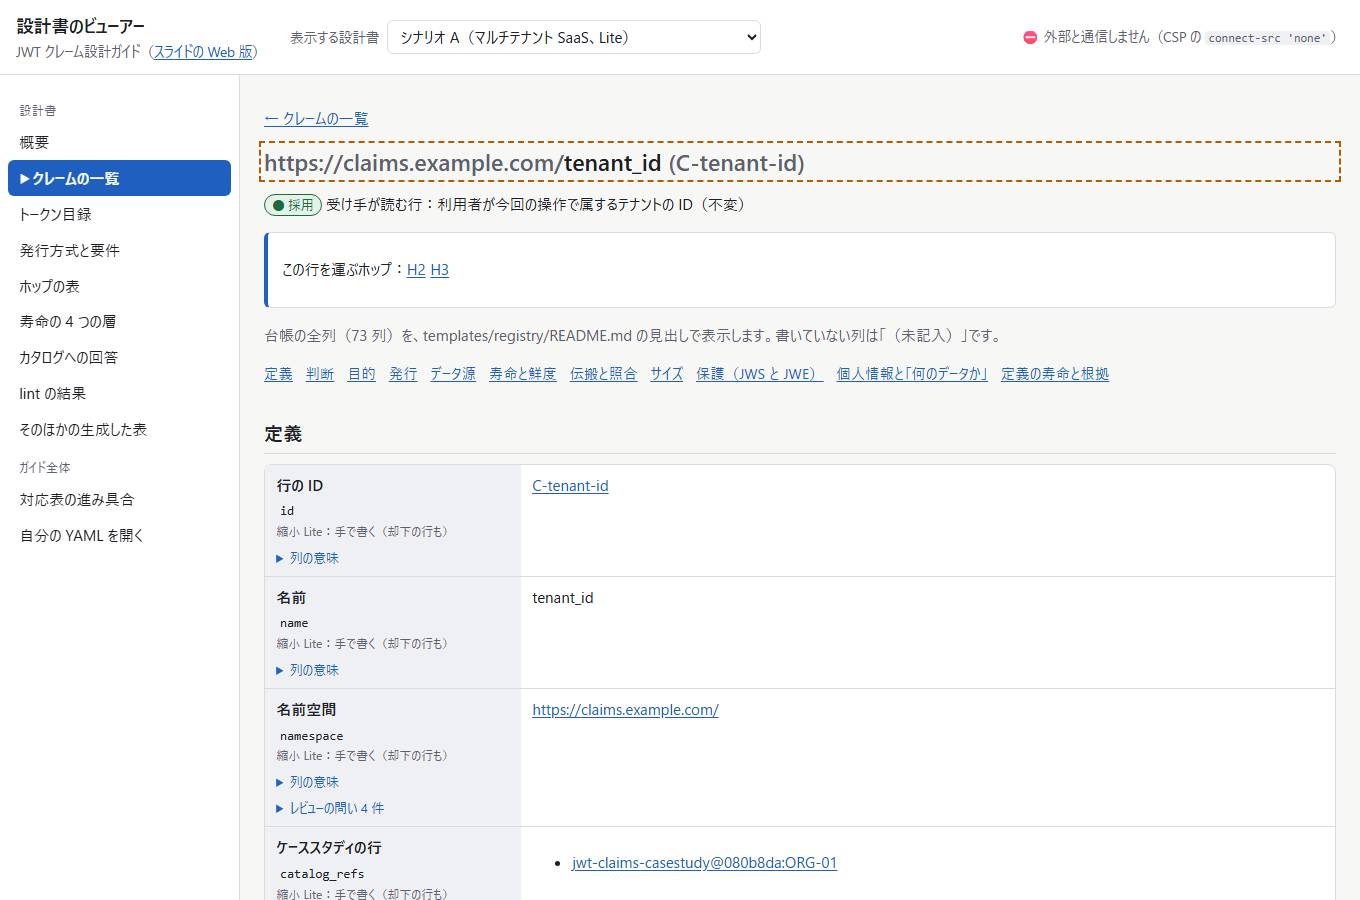 設計書のビューアー
JWT クレーム設計ガイド（スライドの Web 版）
表示する設計書
シナリオ A（マルチテナント SaaS、Lite）
外部と通信しません（CSP の connect-src 'none' ）
設計書
概要
▶クレームの一覧
トークン目録
発行方式と要件
ホップの表
寿命の 4 つの層
カタログへの回答
lint の結果
そのほかの生成した表
ガイド全体
対応表の進み具合
自分の YAML を開く
← クレームの一覧
https://claims.example.com/tenant_id (C-tenant-id)
● 採用 受け手が読む行：利用者が今回の操作で属するテナントの ID（不変）
この行を運ぶホップ：H2 H3
台帳の全列（73 列）を、templates/registry/README.md の見出しで表示します。書いていない列は「（未記入）」です。
定義 判断 目的 発行 データ源 寿命と鮮度 伝搬と照合 サイズ 保護（JWS と JWE） 個人情報と「何のデータか」 定義の寿命と根拠
定義
行の ID
C-tenant-id
id
縮小 Lite：手で書く（却下の行も）
▶ 列の意味
名前
tenant_id
name
縮小 Lite：手で書く（却下の行も）
▶ 列の意味
名前空間
https://claims.example.com/
namespace
縮小 Lite：手で書く（却下の行も）
▶ 列の意味
▶ レビューの問い 4 件
ケーススタディの行
• jwt-claims-casestudy@080b8da:ORG-01
catalog_refs
縮小 Lite：手で書く（却下の行も）